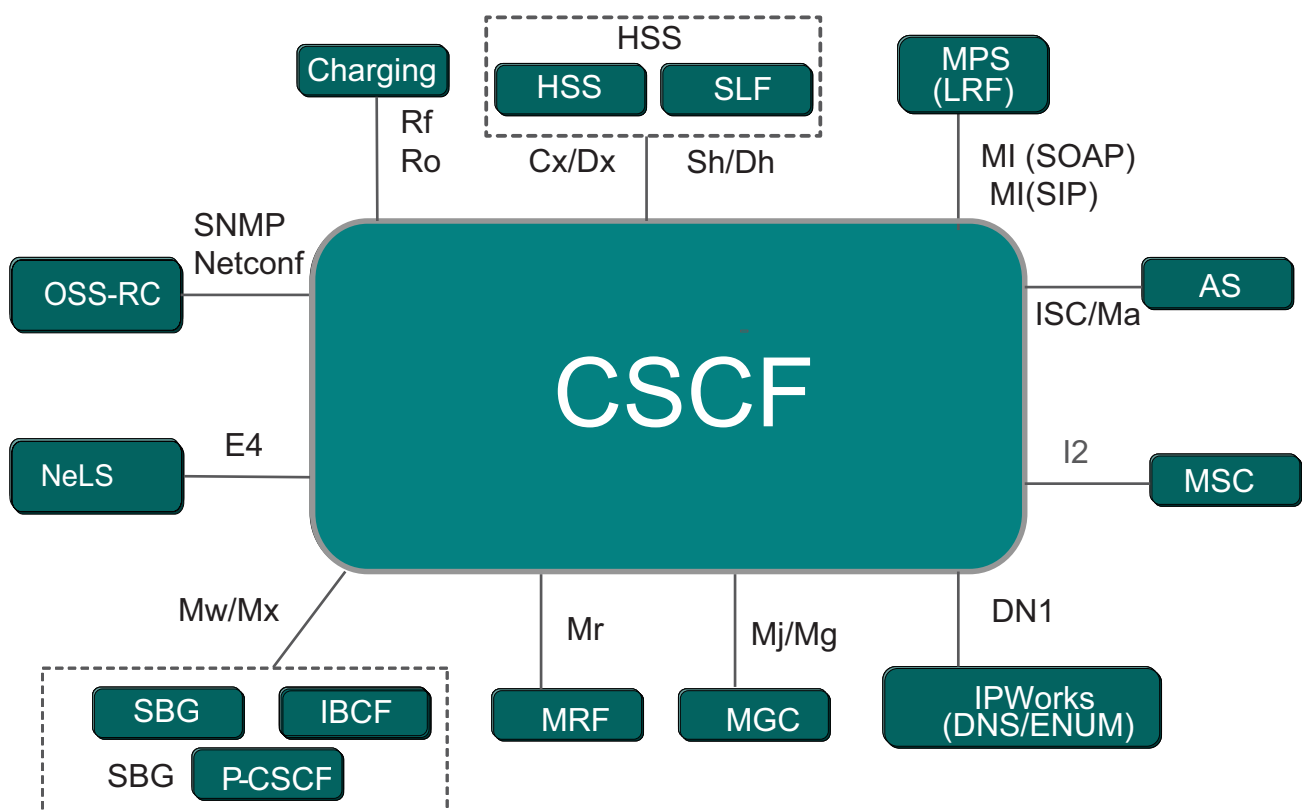 HSS
Charging
HSS
SLF
MPS
(LRF)
Rf
Ro
Cx/Dx
Sh/Dh
MI (SOAP)
MI(SIP)
SNMP
Netconf
OSS-RC
AS
ISC/Ma
CSCF
E4
NeLS
I2
MSC
Mw/Mx
Mr
Mj/Mg
DN1
SBG
IBCF
MRF
MGC
IPWorks
(DNS/ENUM)
SBG
P-CSCF